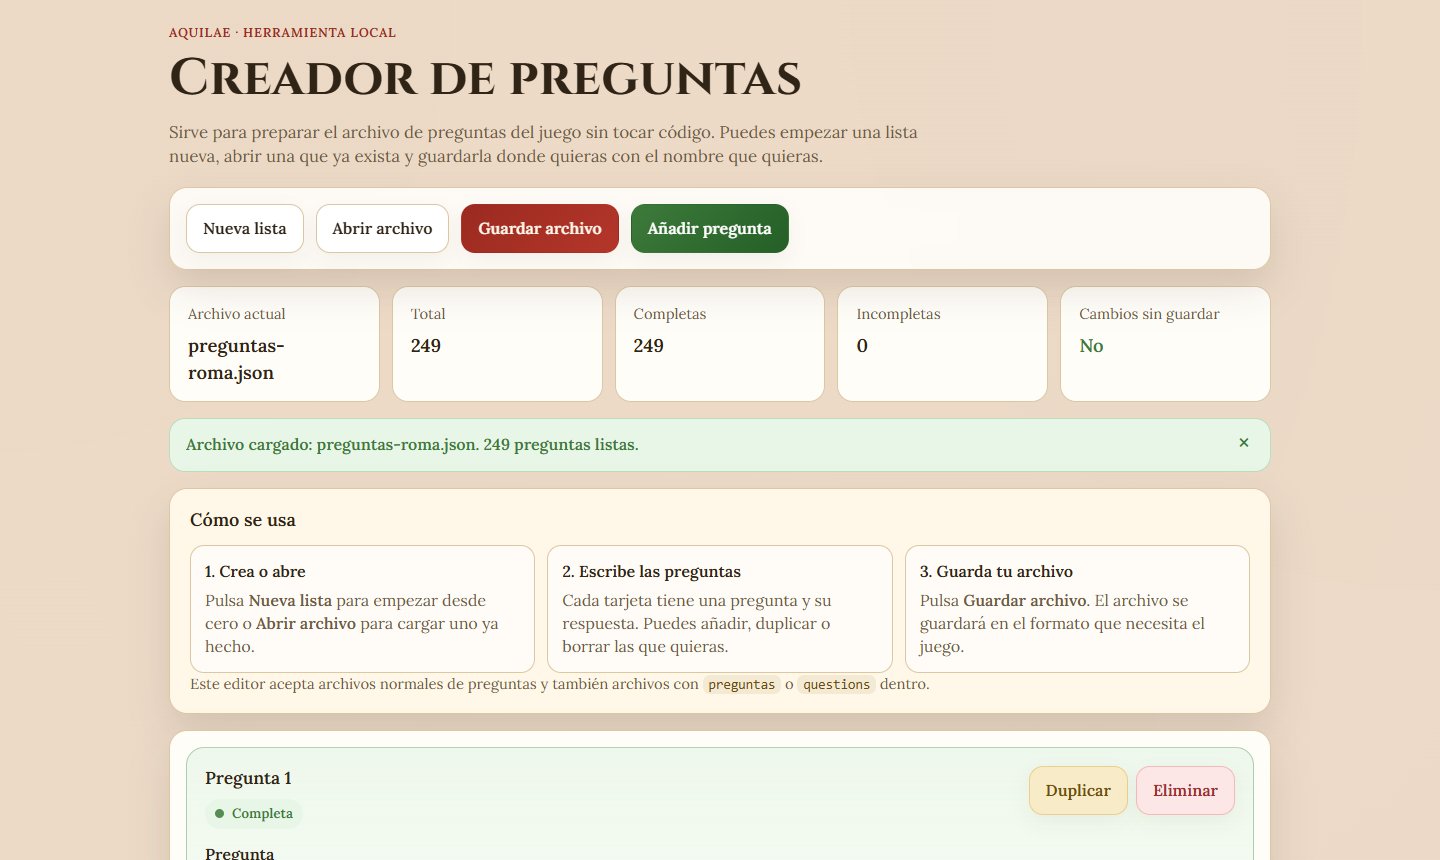 AQUILAE · HERRAMIENTA LOCAL
CREADOR DE PREGUNTAS
Sirve para preparar el archivo de preguntas del juego sin tocar código. Puedes empezar una lista
nueva, abrir una que ya exista y guardarla donde quieras con el nombre que quieras.
Nueva lista
Abrir archivo
Guardar archivo
Añadir pregunta
Archivo actual
preguntas-
roma.json
Total
249
Completas
249
Incompletas
0
Cambios sin guardar
No
Archivo cargado: preguntas-roma.json. 249 preguntas listas.
×
Cómo se usa
1. Crea o abre
Pulsa Nueva lista para empezar desde
cero o Abrir archivo para cargar uno ya
hecho.
2. Escribe las preguntas
Cada tarjeta tiene una pregunta y su
respuesta. Puedes añadir, duplicar o
borrar las que quieras.
3. Guarda tu archivo
Pulsa Guardar archivo. El archivo se
guardará en el formato que necesita el
juego.
Este editor acepta archivos normales de preguntas y también archivos con preguntas o questions dentro.
Pregunta 1
Completa
Duplicar
Eliminar
Pregunta